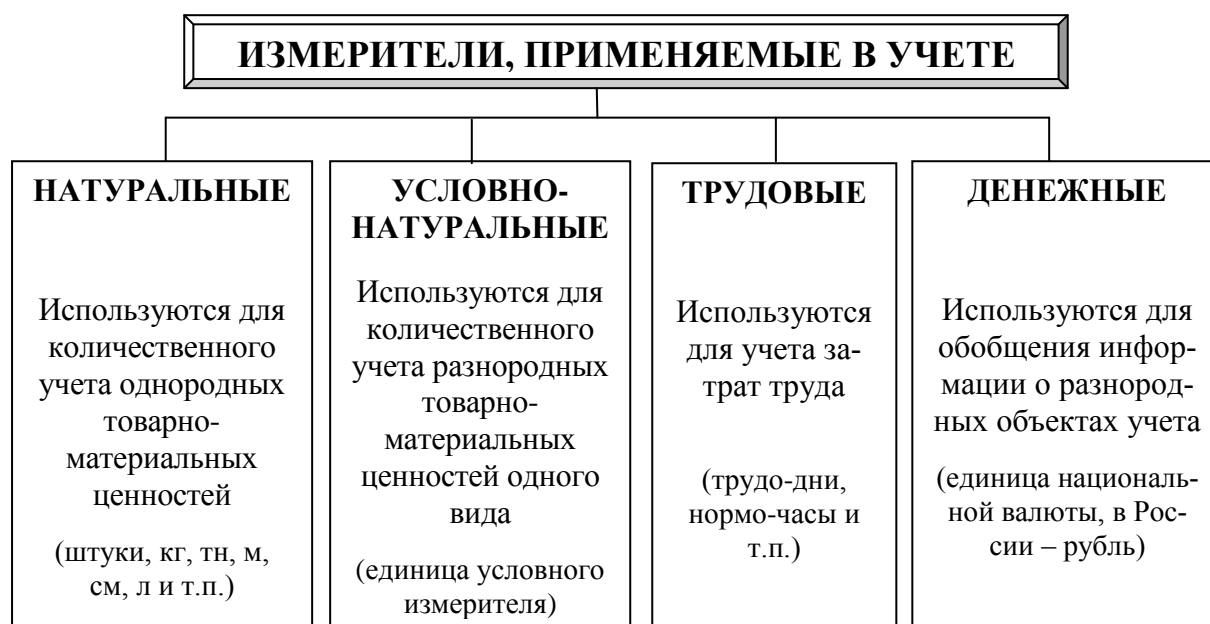 ИЗМЕРИТЕЛИ, ПРИМЕНЯЕМЫЕ В УЧЕТЕ
НАТУРАЛЬНЫЕ
Используются для
количественного
учета однородных
товарно-
материальных
ценностей
(штуки, кг, тн, м,
см, л и т.п.)
УСЛОВНО-
НАТУРАЛЬНЫЕ
Используются для
количественного
учета разнородных
товарно-
материальных
ценностей одного
вида
(единица условного
измерителя)
ТРУДОВЫЕ
Используются
для учета за-
трат труда
(трудо-дни,
нормо-часы и
т.п.)
ДЕНЕЖНЫЕ
Используются для
обобщения инфор-
мации о разнород-
ных объектах учета
(единица националь-
ной валюты, в Рос-
сии – рубль)